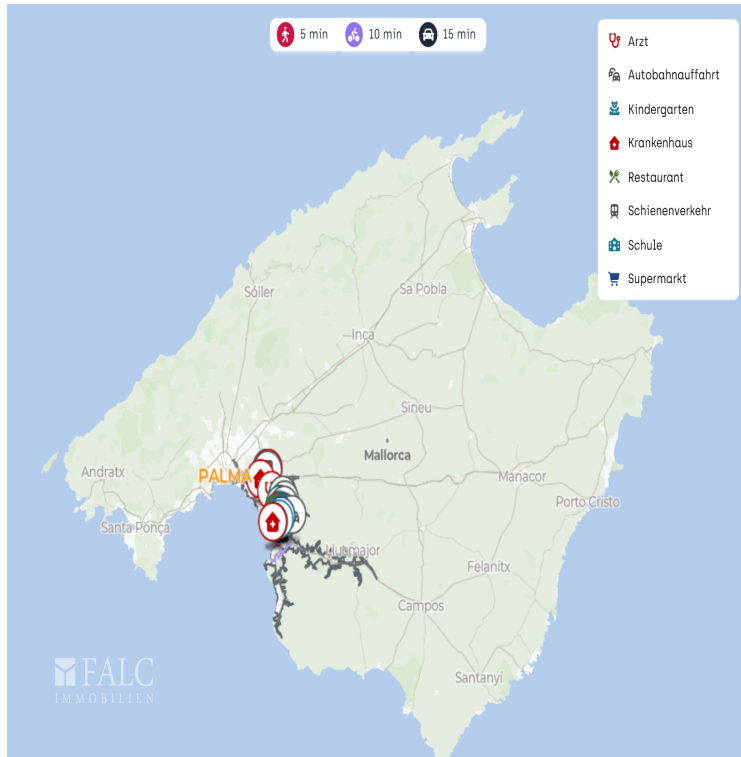 5 min
10 min
15 min
Arzt
Autobahnauffahrt
Kindergarten
Krankenhaus
Restaurant
Schienenverkehr
Schule
Supermarkt
Sóller
Sa Pobla
Inca
Sineu
Mallorca
Andratx
PALMA
Manacor
Porto Cristo
Santa Ponça
Llucmajor
Felanitx
Campos
Santanyí
FALC
IMMOBILIEN